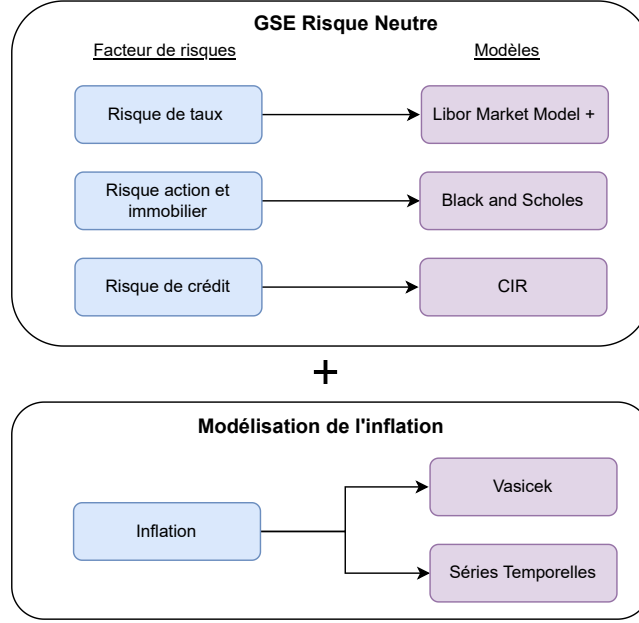 GSE Risque Neutre
Facteur de risques
Modèles
Risque de taux
Libor Market Model +
Risque action et
immobilier
Black and Scholes
Risque de crédit
CIR
+
Modélisation de l'inflation
Inflation
Vasicek
Séries Temporelles